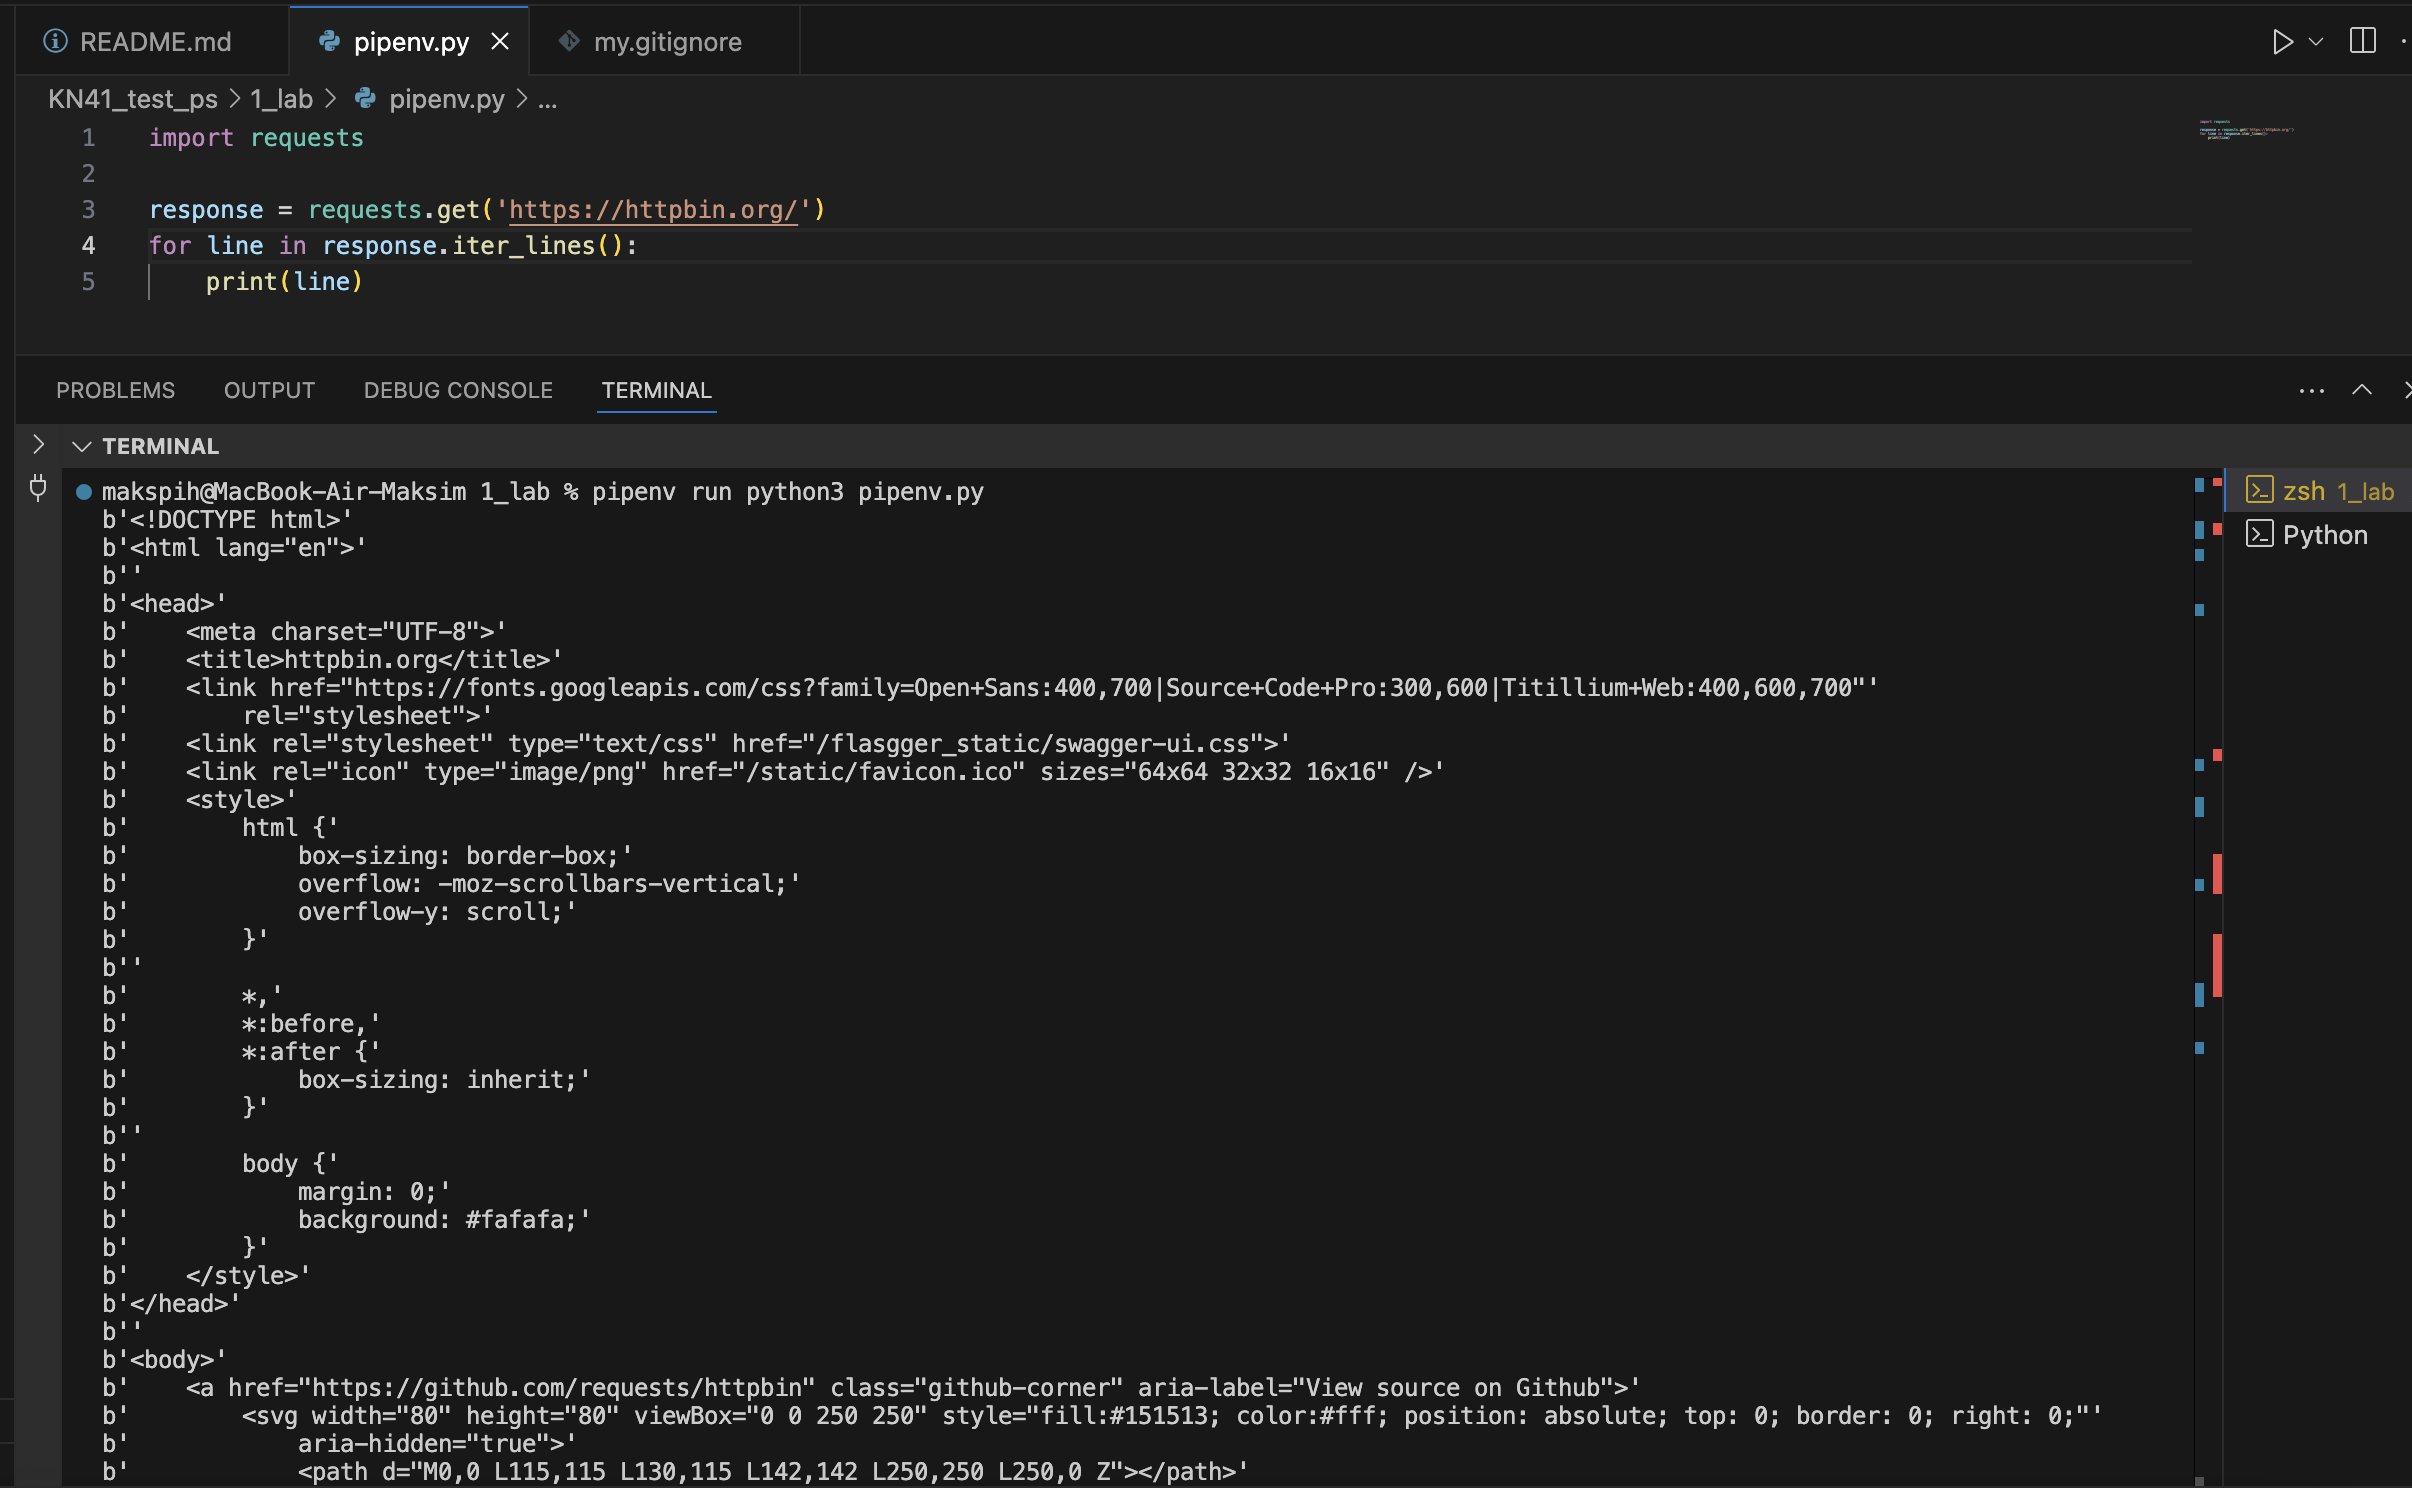 README.md pipenv.py my.gitignore
KN41_test_ps > 1_lab > pipenv.py > ...
1 import requests
2
3 response = requests.get('https://httpbin.org/')
4 for line in response.iter_lines():
5     print(line)
PROBLEMS OUTPUT DEBUG CONSOLE TERMINAL
TERMINAL
makspih@MacBook-Air-Maksim 1_lab % pipenv run python3 pipenv.py
zsh 1_lab
Python
b'<!DOCTYPE html>'
b'<html lang="en">'
b''
b'<head>'
b'    <meta charset="UTF-8">'
b'    <title>httpbin.org</title>'
b'    <link href="https://fonts.googleapis.com/css?family=Open+Sans:400,700|Source+Code+Pro:300,600|Titillium+Web:400,600,700"'
b'        rel="stylesheet">'
b'    <link rel="stylesheet" type="text/css" href="/flasgger_static/swagger-ui.css">'
b'    <link rel="icon" type="image/png" href="/static/favicon.ico" sizes="64x64 32x32 16x16" />'
b'    <style>'
b'        html {'
b'            box-sizing: border-box;'
b'            overflow: -moz-scrollbars-vertical;'
b'            overflow-y: scroll;'
b'        }'
b''
b'        *,'
b'        *:before,'
b'        *:after {'
b'            box-sizing: inherit;'
b'        }'
b''
b'        body {'
b'            margin: 0;'
b'            background: #fafafa;'
b'        }'
b'    </style>'
b'</head>'
b''
b'<body>'
b'    <a href="https://github.com/requests/httpbin" class="github-corner" aria-label="View source on Github">'
b'        <svg width="80" height="80" viewBox="0 0 250 250" style="fill:#151513; color:#fff; position: absolute; top: 0; border: 0; right: 0;"'
b'            aria-hidden="true">'
b'            <path d="M0,0 L115,115 L130,115 L142,142 L250,250 L250,0 Z"></path>'